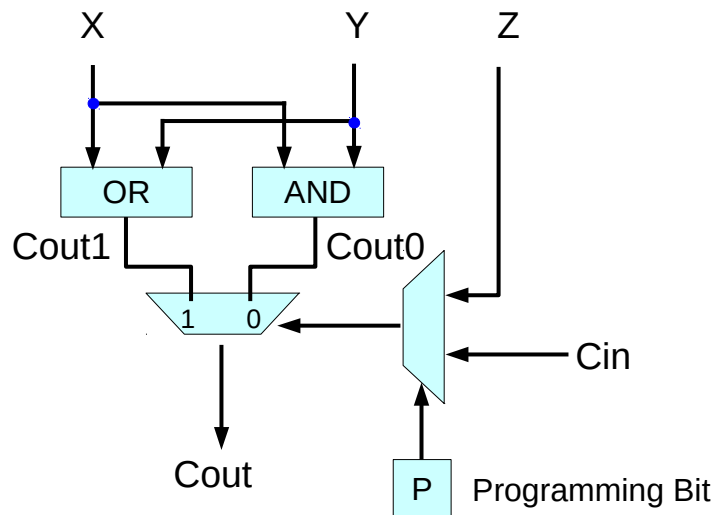 X Y Z
OR AND
Cout1 Cout0
1 0
Cin
Cout
P Programming Bit